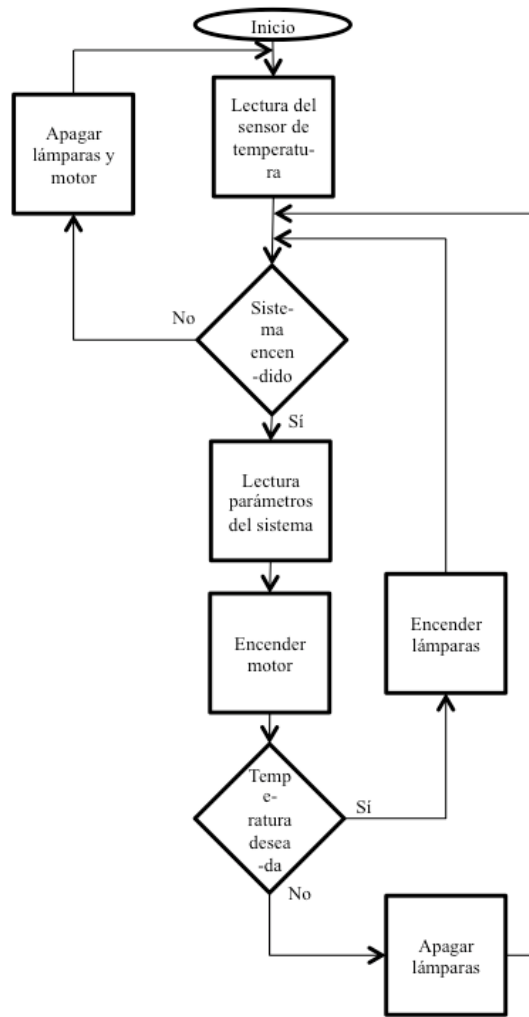 Inicio
Lectura del
sensor de
temperatu-
ra
Apagar
lámparas y
motor
No
Siste-
ma
encen
-dido
Sí
Lectura
parámetros
del sistema
Encender
motor
Encender
lámparas
Temp
e-
ratura
desea
-da
Sí
No
Apagar
lámparas